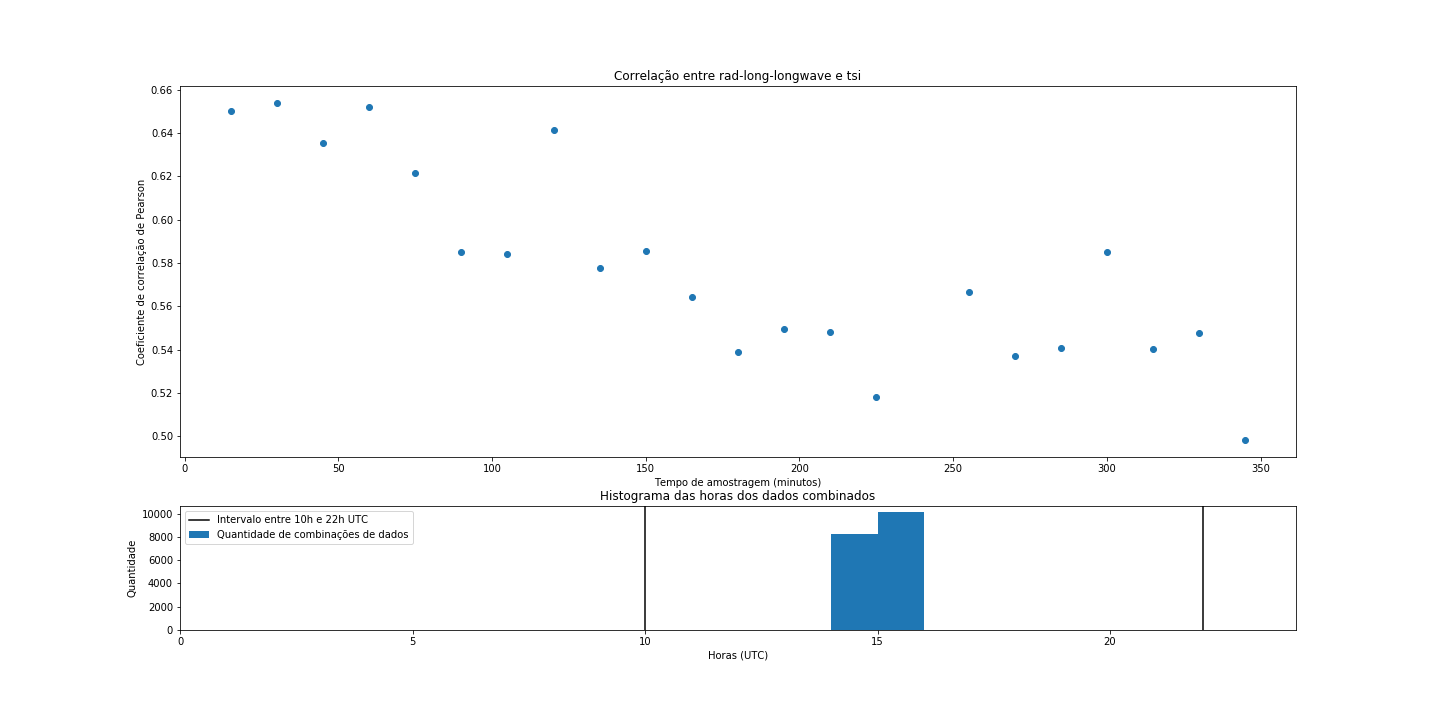 Correlação entre rad-long-longwave e tsi
0.66
0.64
0.62
0.60
0.58
0.56
0.54
0.52
0.50
Coeficiente de correlação de Pearson
0 50 100 150 200 250 300 350
Tempo de amostragem (minutos)
Histograma das horas dos dados combinados
Intervalo entre 10h e 22h UTC
Quantidade de combinações de dados
10000
8000
6000
4000
2000
0
Quantidade
0 5 10 15 20
Horas (UTC)